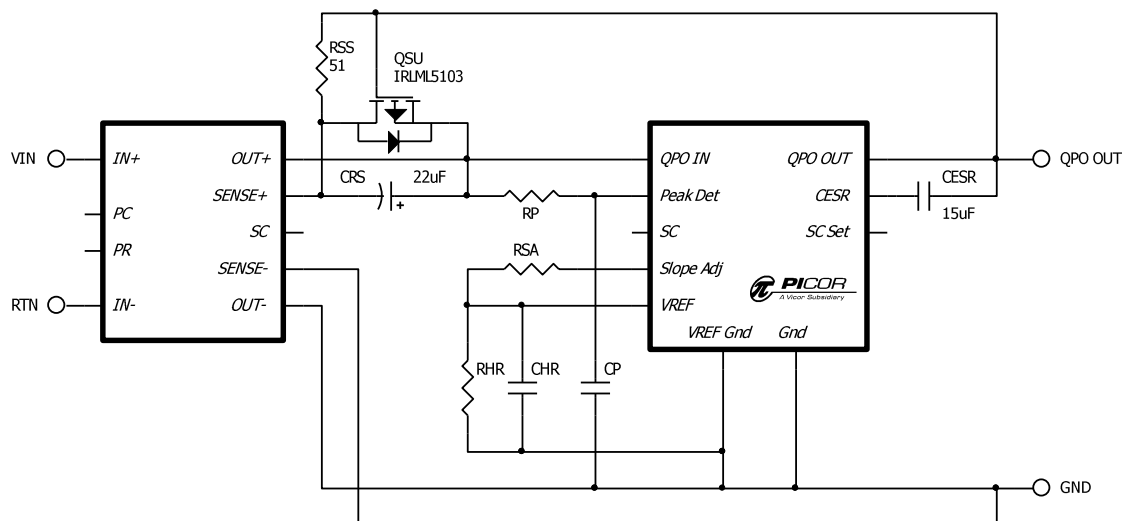 RSS
51
QSU
IRLML5103
VIN
IN+
OUT+
QPO IN
QPO OUT
QPO OUT
CRS
22uF
SENSE+
Peak Det
CESR
CESR
PC
RP
15uF
SC
SC
SC Set
PR
RSA
SENSE-
Slope Adj
RTN
IN-
OUT-
VREF
PICOR
A Vicor Subsidiary
VREF Gnd
Gnd
RHR
CHR
CP
GND
+